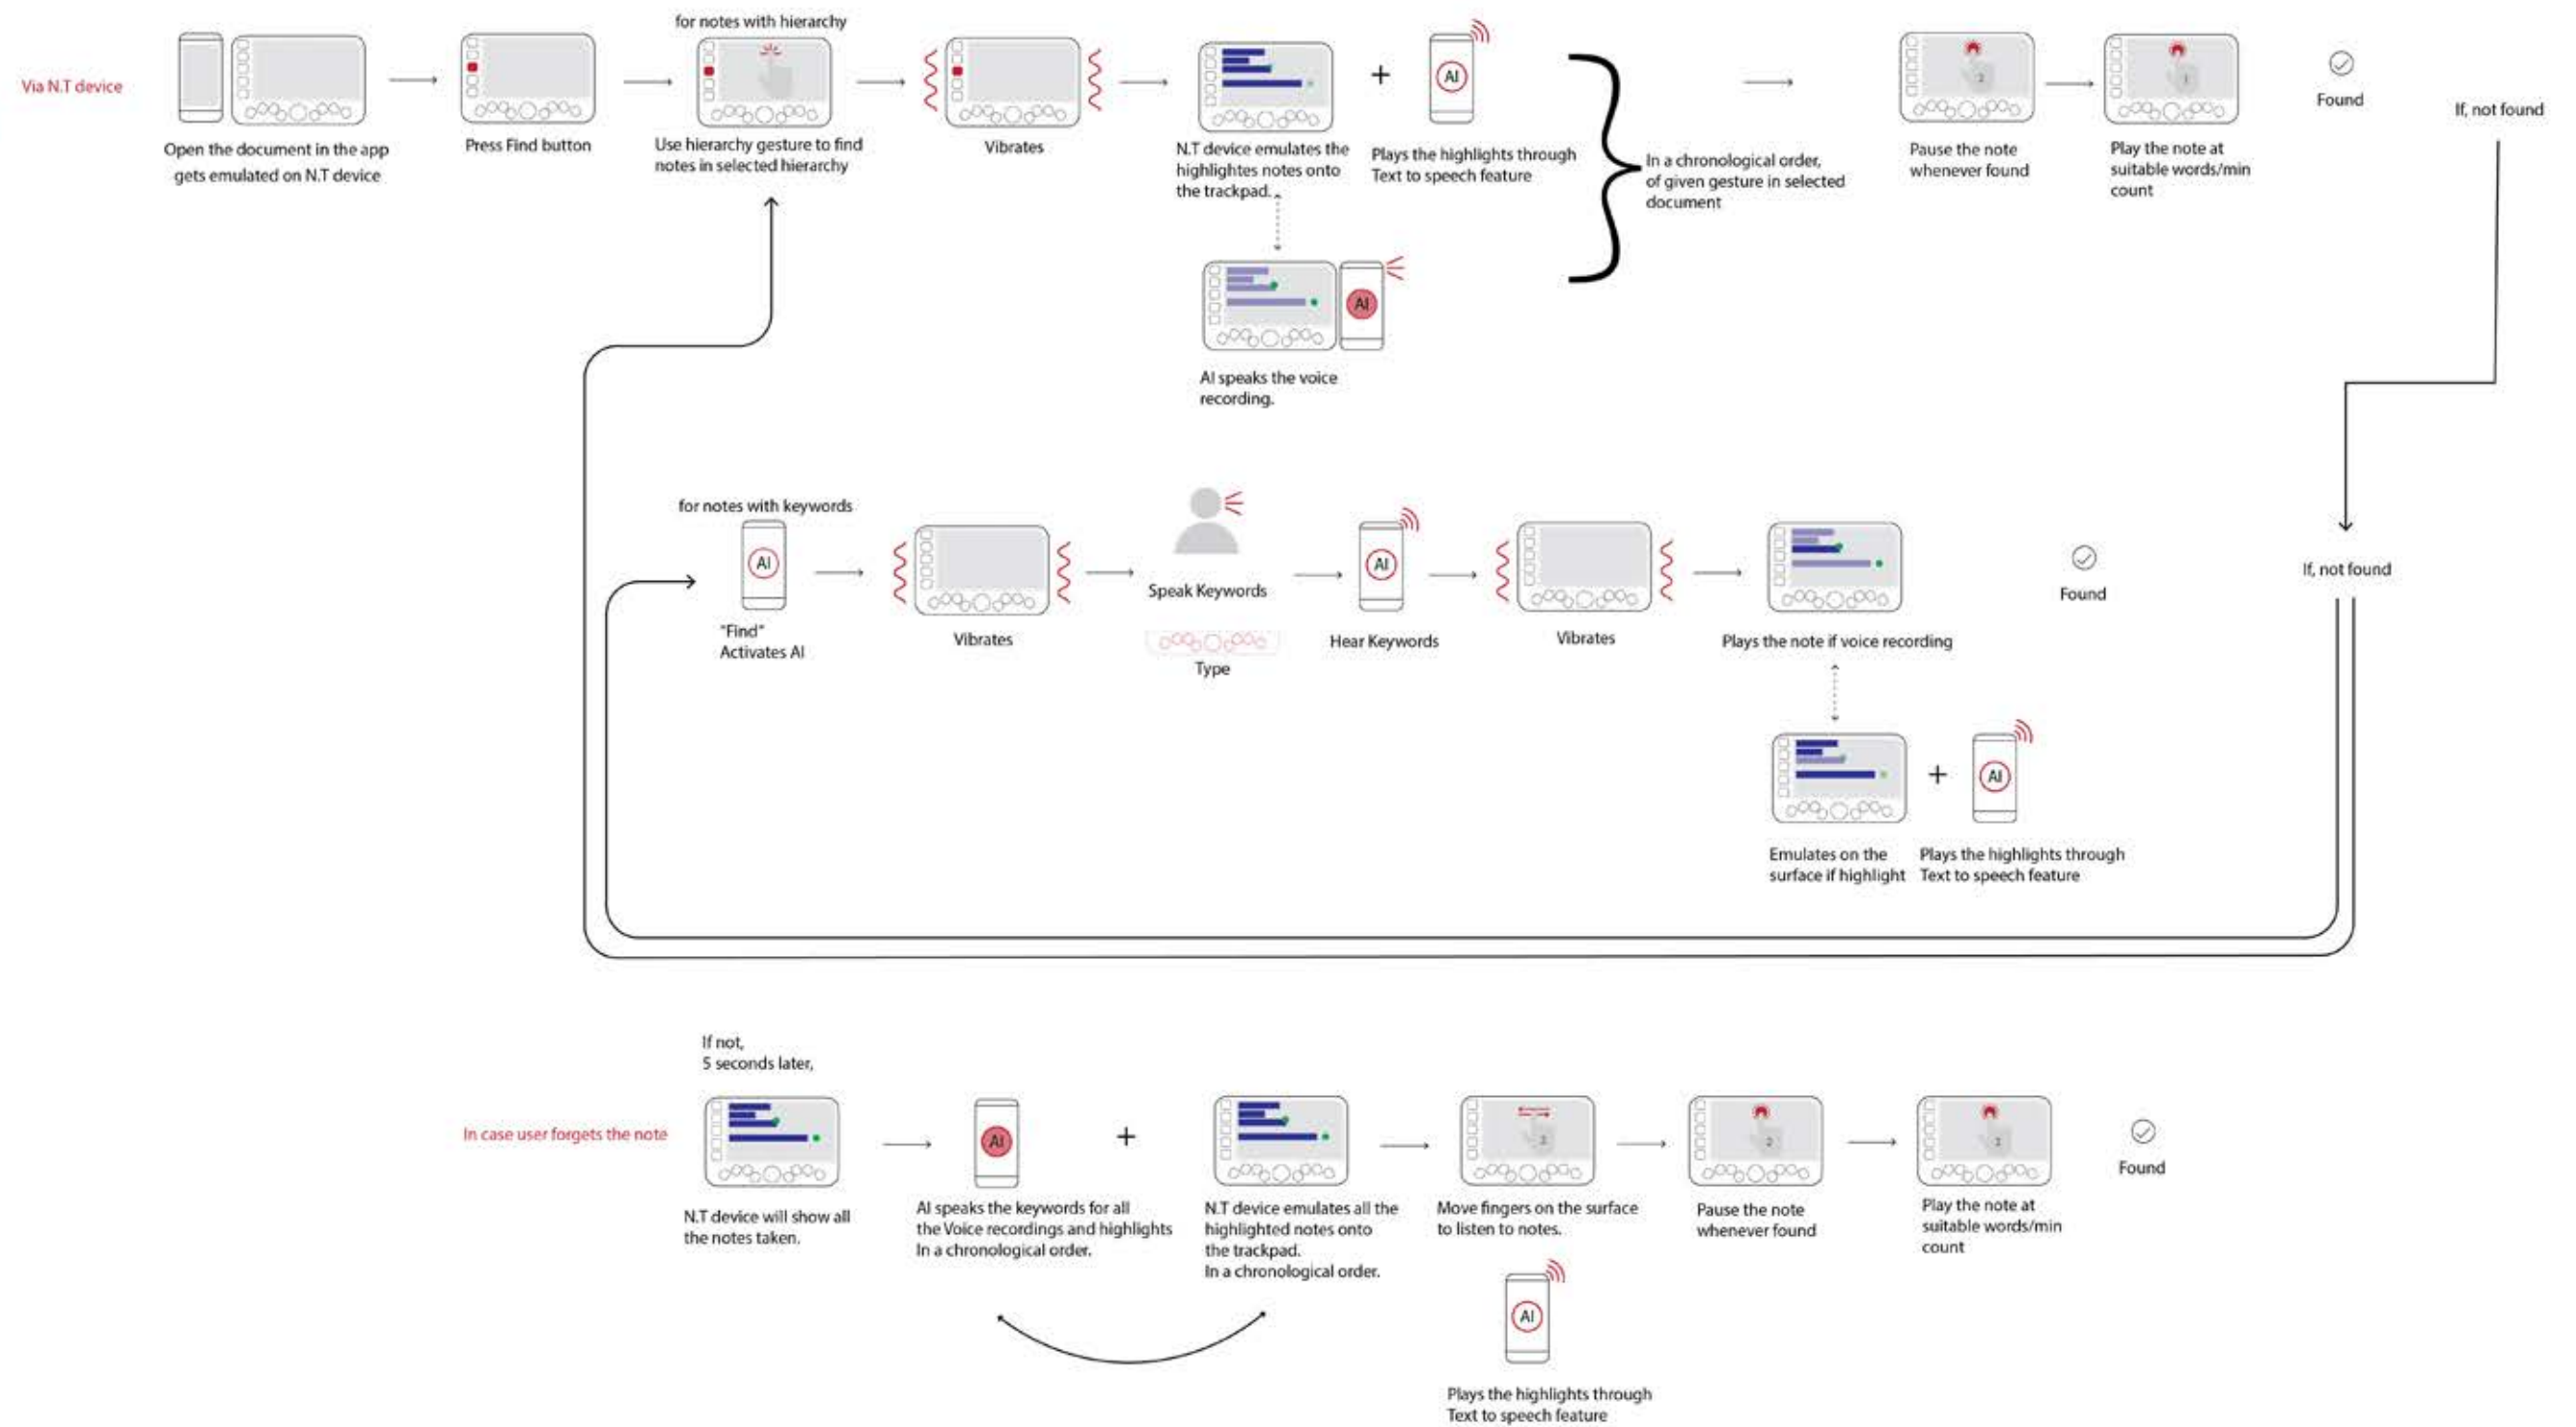 for notes with hierarchy
Via N.T device
Open the document in the app
gets emulated on N.T device
Press Find button
Use hierarchy gesture to find
notes in selected hierarchy
Vibrates
N.T device emulates the
highlightes notes onto
the trackpad.
+
AI
Plays the highlights through
Text to speech feature
AI
AI speaks the voice
recording.
In a chronological order,
of given gesture in selected
document
2
Pause the note
whenever found
1
Play the note at
suitable words/min
count
Found
If, not found
for notes with keywords
AI
"Find"
Activates AI
Vibrates
Speak Keywords
Type
AI
Hear Keywords
Vibrates
Plays the note if voice recording
Emulates on the
surface if highlight
+
AI
Plays the highlights through
Text to speech feature
Found
If, not found
If not,
5 seconds later,
In case user forgets the note
N.T device will show all
the notes taken.
AI
AI speaks the keywords for all
the Voice recordings and highlights
In a chronological order.
+
N.T device emulates all the
highlighted notes onto
the trackpad.
In a chronological order.
Move fingers on the surface
to listen to notes.
AI
Plays the highlights through
Text to speech feature
2
Pause the note
whenever found
Play the note at
suitable words/min
count
Found